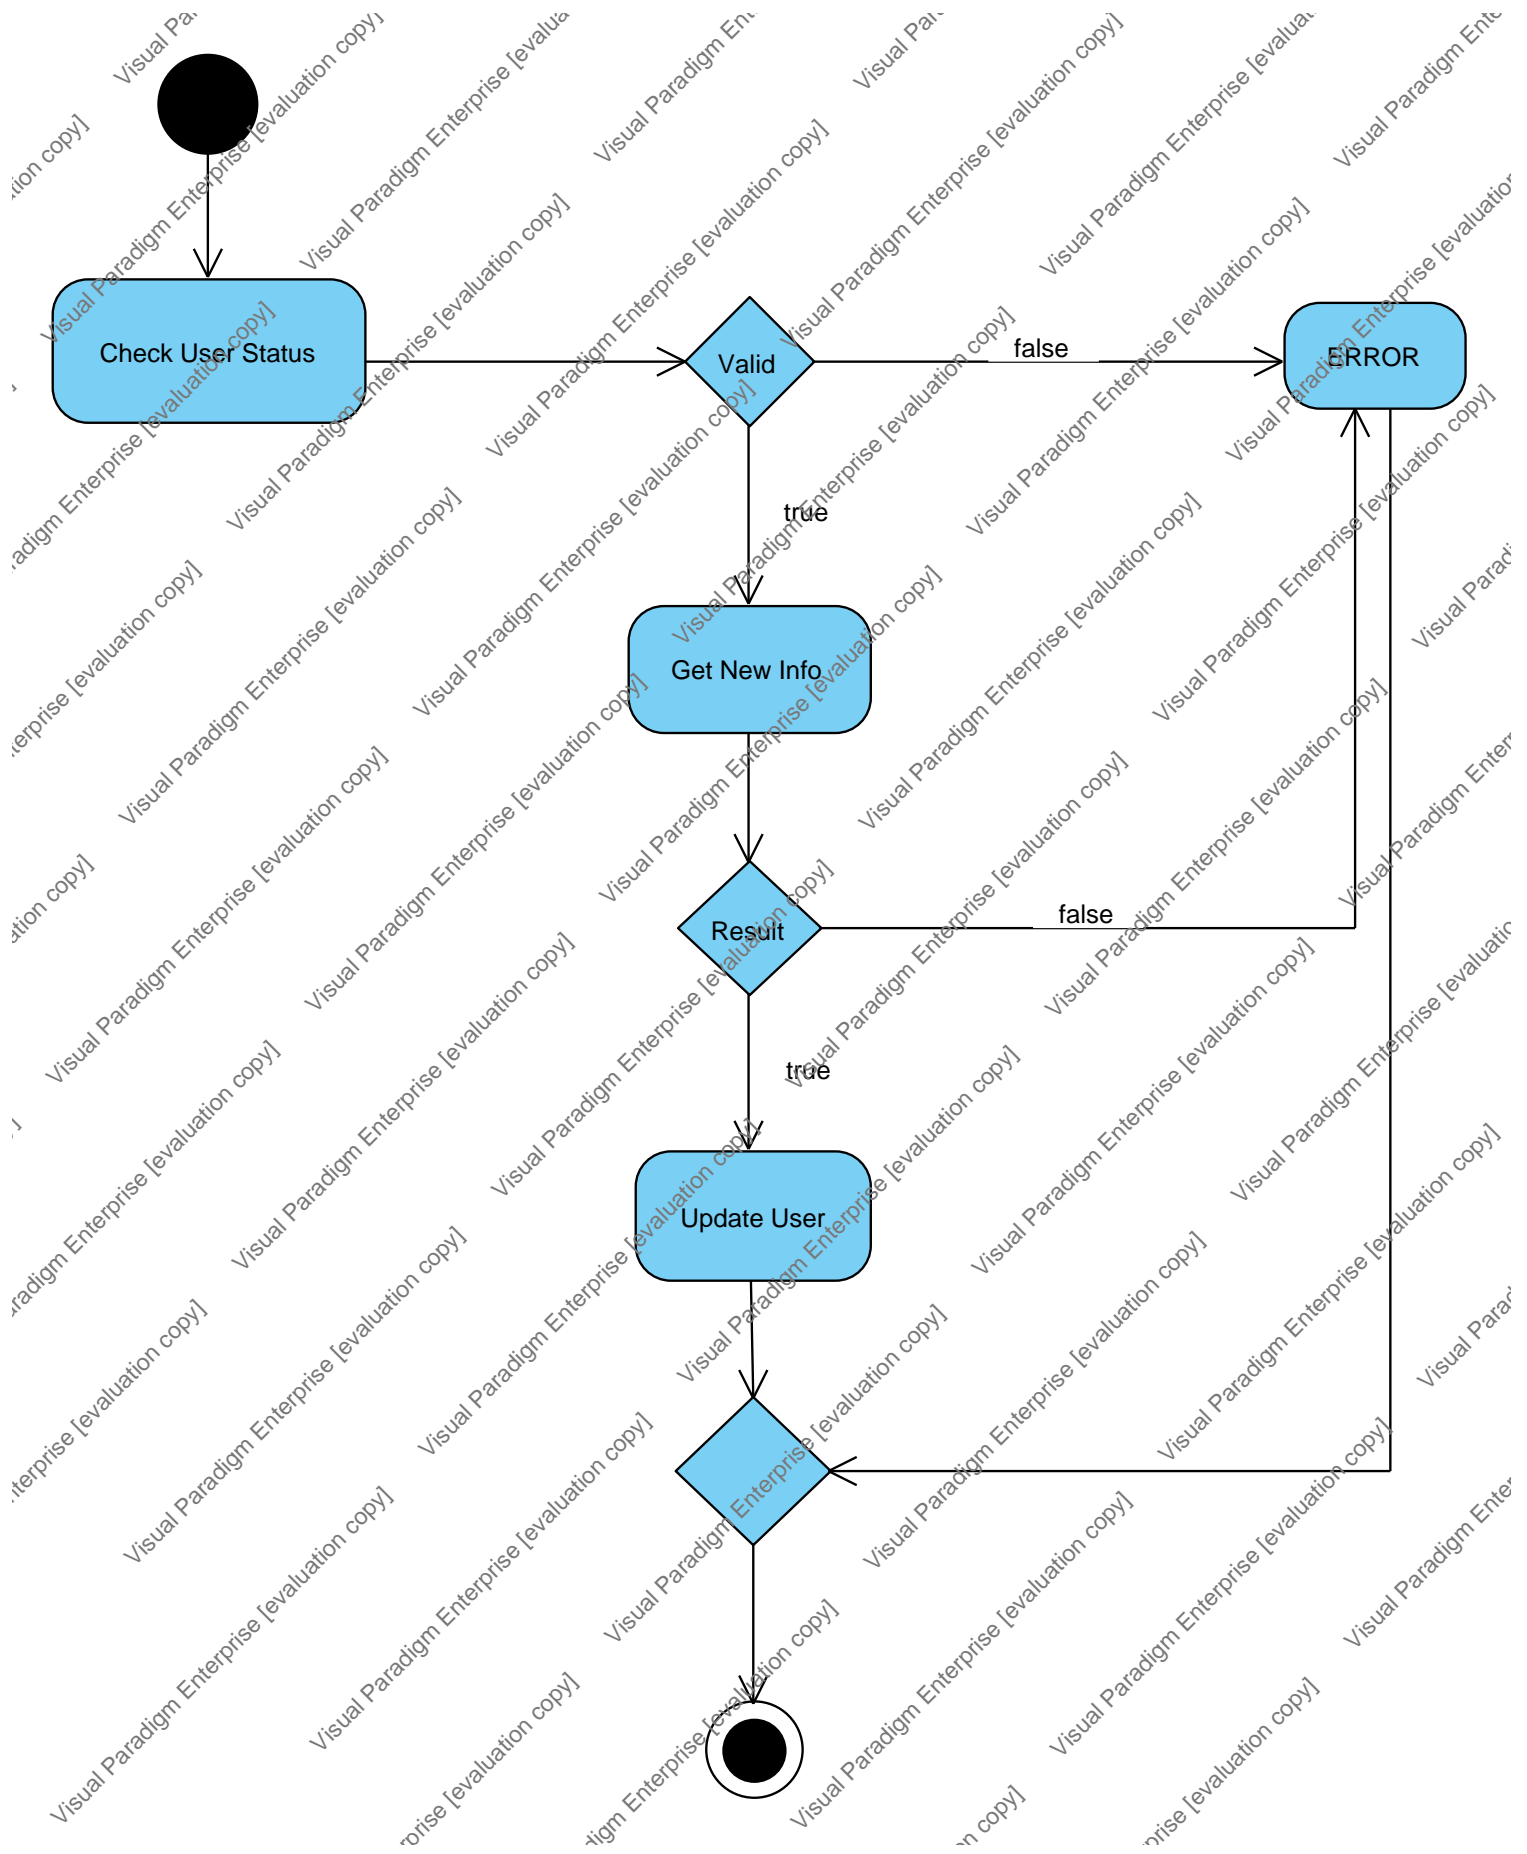 Check User Status
Valid
false
ERROR
true
Get New Info
Result
false
true
Update User
Visual Paradigm Enterprise [evaluation copy]